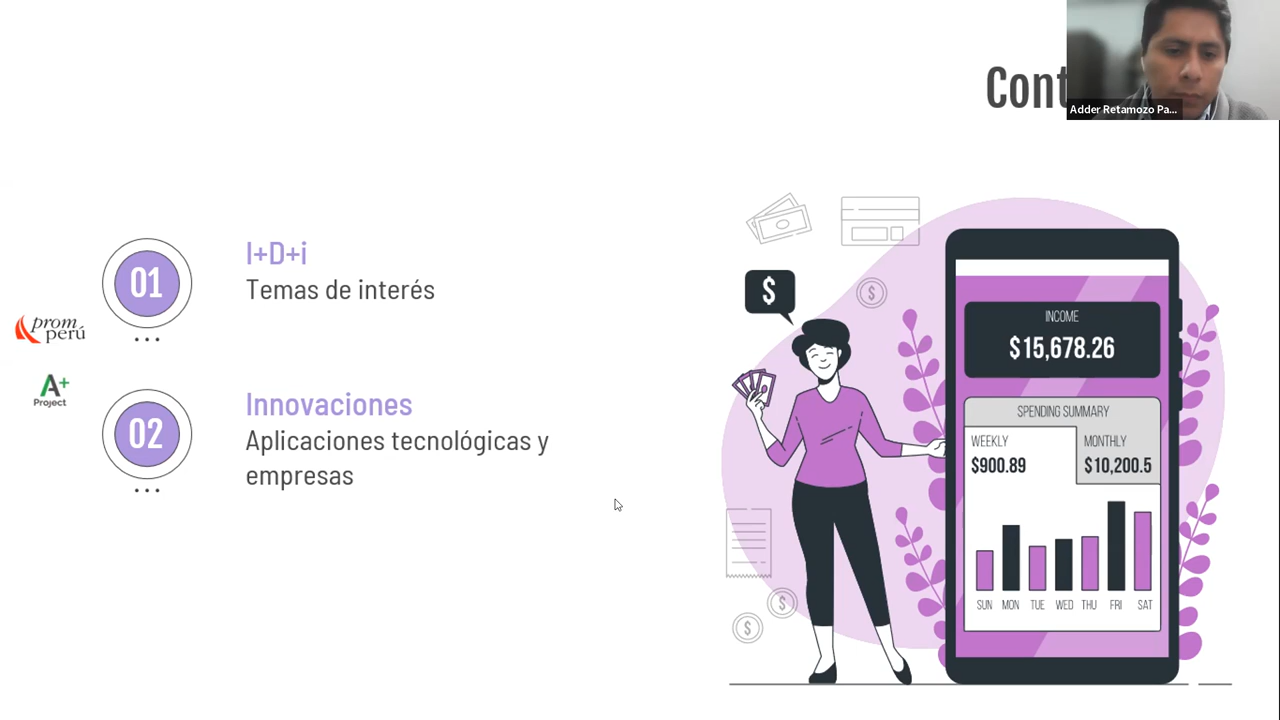 Cont
Adder Retamozo Pa...
01
I+D+i
Temas de interés
prom
perú
A+
Project
02
Innovaciones
Aplicaciones tecnológicas y
empresas
$
$
$
$
INCOME
$15,678.26
SPENDING SUMMARY
WEEKLY
$900.89
MONTHLY
$10,200.5
SUN MON TUE WED THU FRI SAT